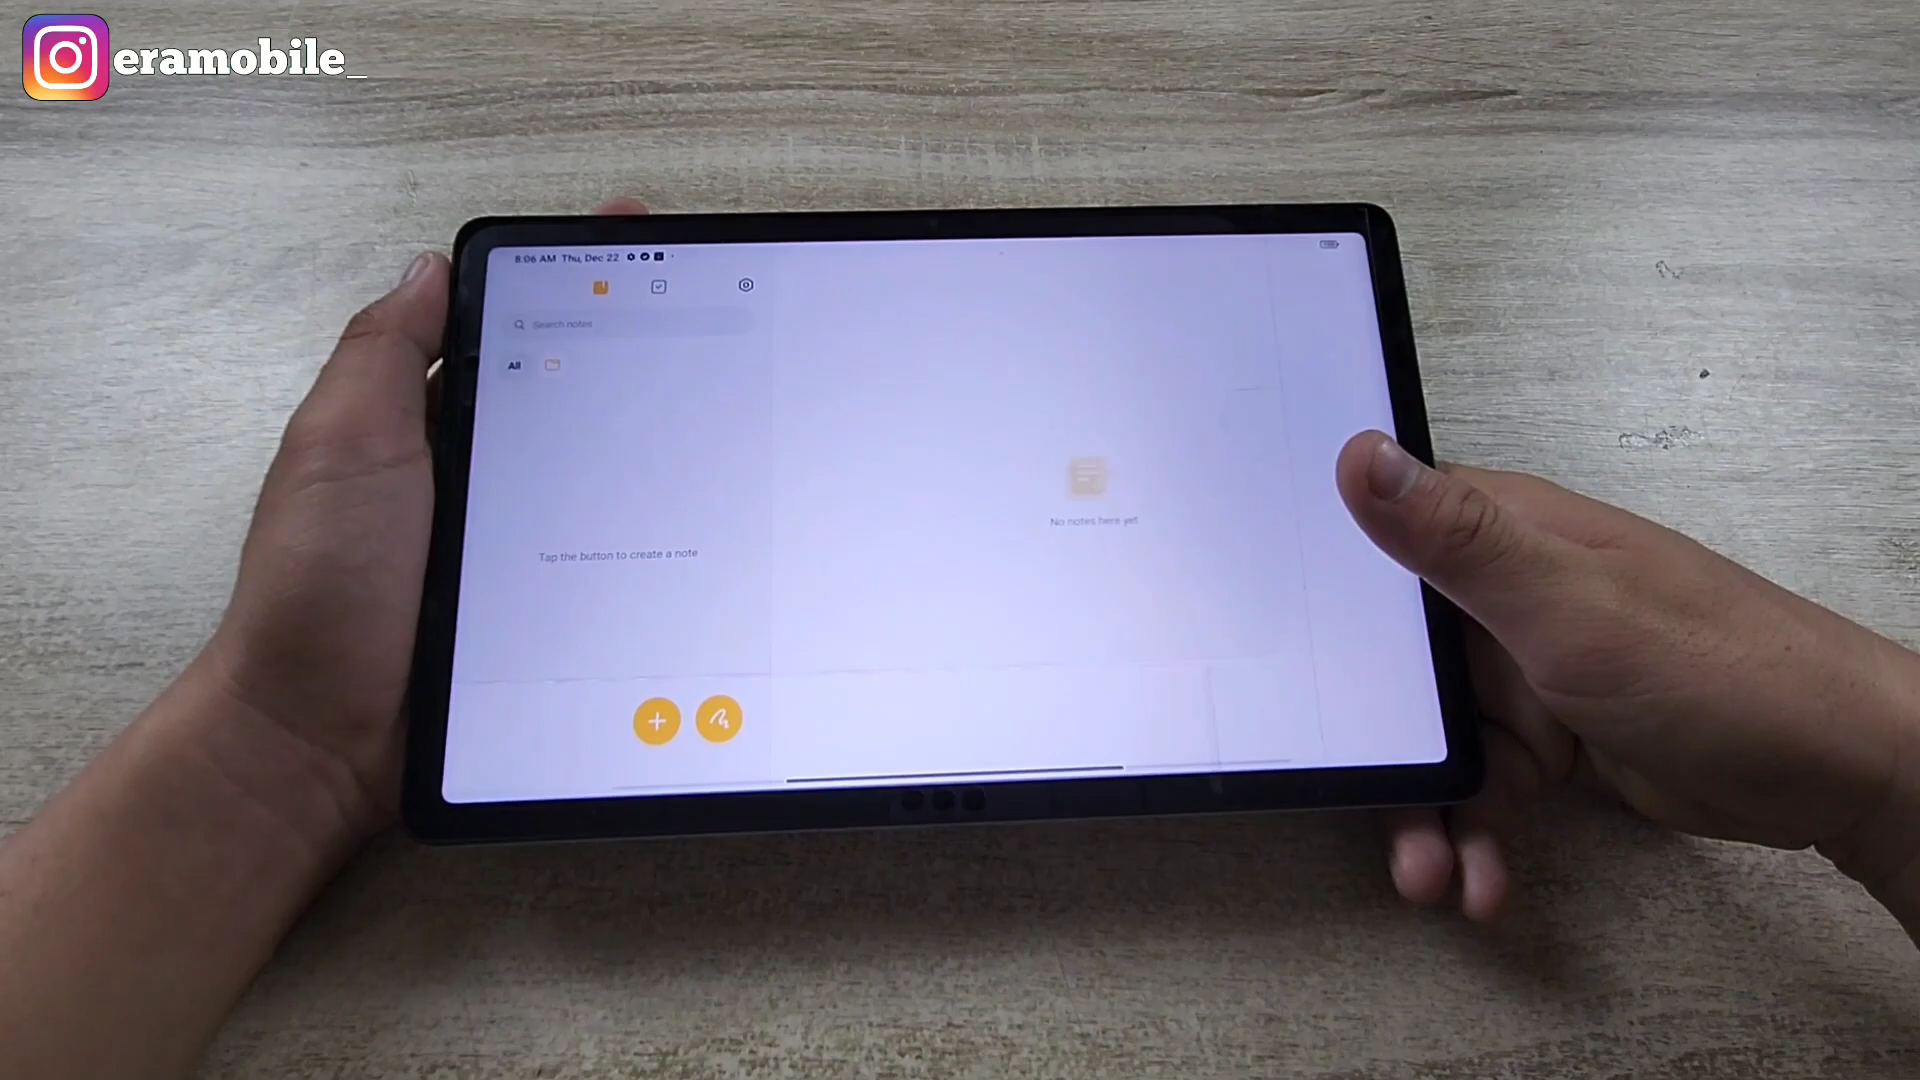 eramobile_
8:06 AM Thu, Dec 22
Search notes
All
No notes here yet
Tap the button to create a note